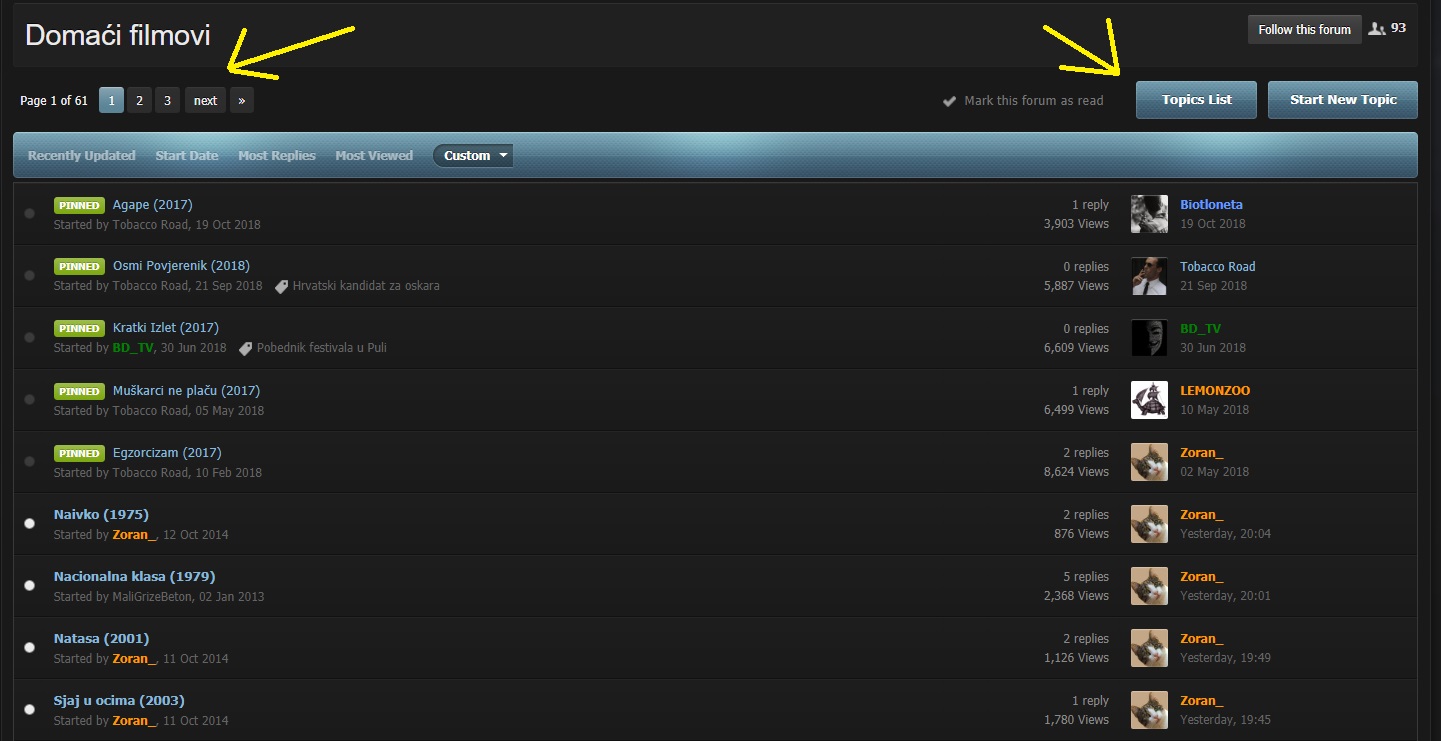 Domaći filmovi
Follow this forum 93
Page 1 of 61 1 2 3 next »
Mark this forum as read Topics List Start New Topic
Recently Updated Start Date Most Replies Most Viewed Custom
PINNED Agape (2017) 1 reply Biotloneta
Started by Tobacco Road, 19 Oct 2018 3,903 Views 19 Oct 2018
PINNED Osmi Povjerenik (2018) 0 replies Tobacco Road
Started by Tobacco Road, 21 Sep 2018 Hrvatski kandidat za oskara 5,887 Views 21 Sep 2018
PINNED Kratki Izlet (2017) 0 replies BD_TV
Started by BD_TV, 30 Jun 2018 Pobednik festivala u Puli 6,609 Views 30 Jun 2018
PINNED Muškarci ne plaču (2017) 1 reply LEMONZOO
Started by Tobacco Road, 05 May 2018 6,499 Views 10 May 2018
PINNED Egzorcizam (2017) 2 replies Zoran_
Started by Tobacco Road, 10 Feb 2018 8,624 Views 02 May 2018
Naivko (1975) 2 replies Zoran_
Started by Zoran_, 12 Oct 2014 876 Views Yesterday, 20:04
Nacionalna klasa (1979) 5 replies Zoran_
Started by MaliGrizeBeton, 02 Jan 2013 2,368 Views Yesterday, 20:01
Natasa (2001) 2 replies Zoran_
Started by Zoran_, 11 Oct 2014 1,126 Views Yesterday, 19:49
Sjaj u ocima (2003) 1 reply Zoran_
Started by Zoran_, 11 Oct 2014 1,780 Views Yesterday, 19:45